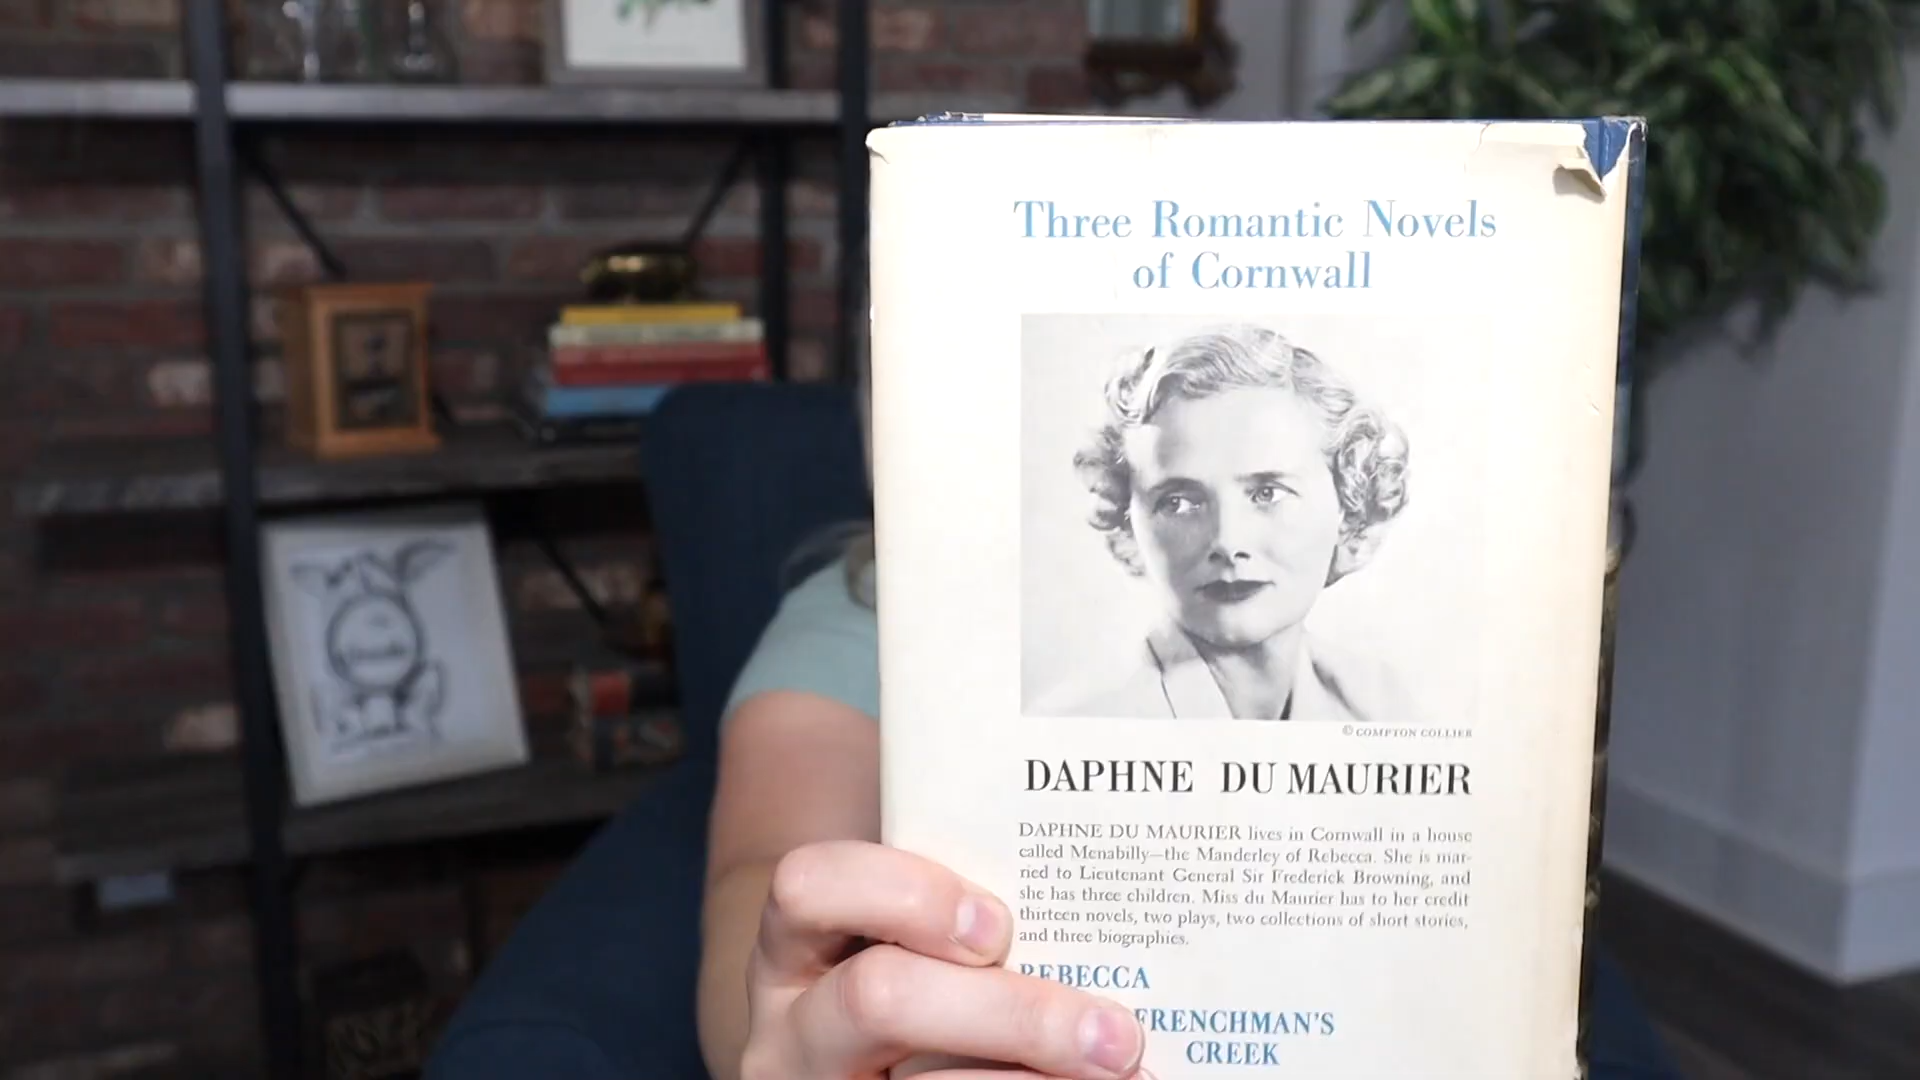 Three Romantic Novels
of Cornwall
© COMPTON COLLIER
DAPHNE DU MAURIER
DAPHNE DU MAURIER lives in Cornwall in a house
called Menabilly—the Manderley of Rebecca. She is mar-
ried to Lieutenant General Sir Frederick Browning, and
she has three children. Miss du Maurier has to her credit
thirteen novels, two plays, two collections of short stories,
and three biographies.
REBECCA
FRENCHMAN'S
CREEK